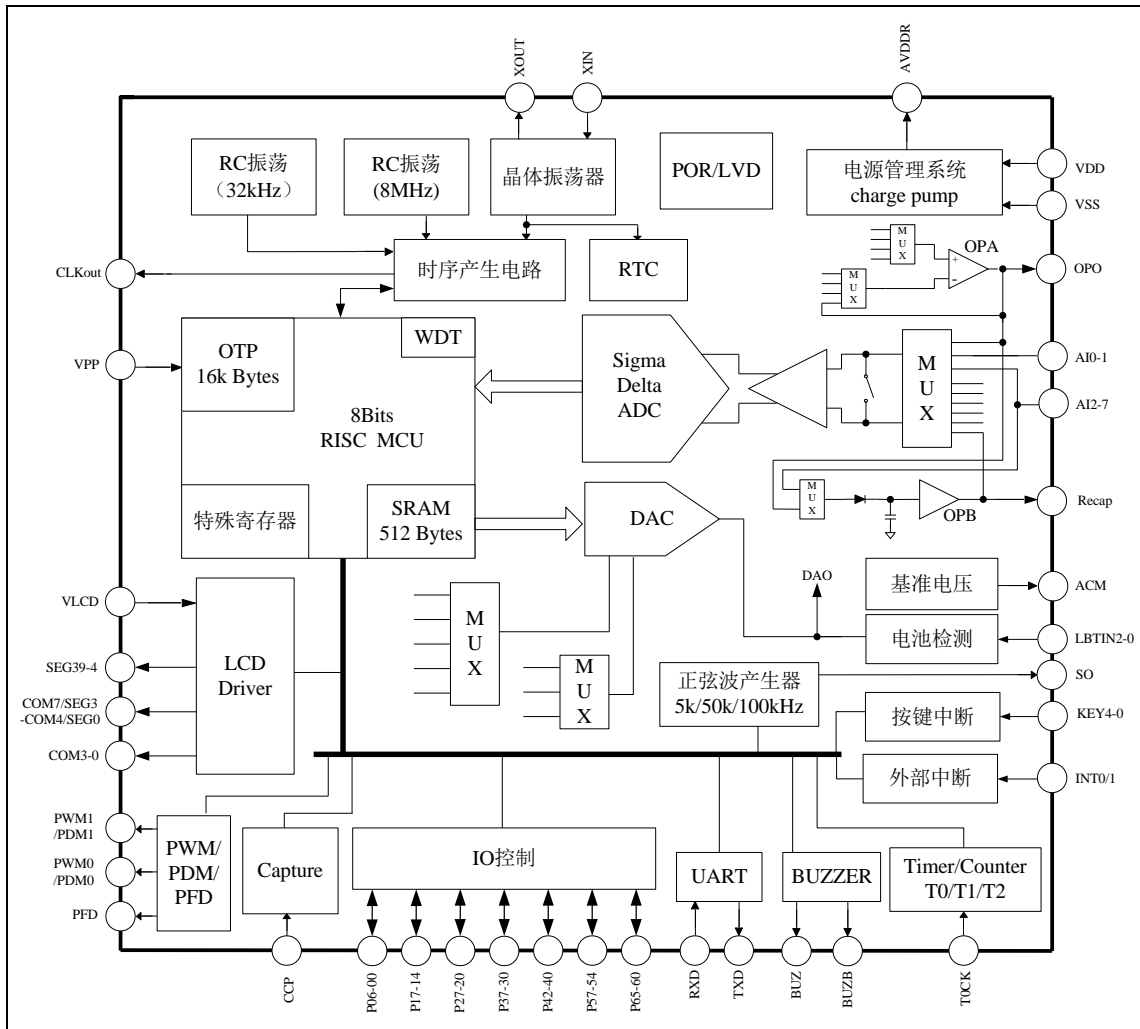 XOUT
XIN
AVDDR
RC振荡
（32kHz）
RC振荡
(8MHz)
晶体振荡器
POR/LVD
电源管理系统
charge pump
VDD
VSS
CLKout
时序产生电路
RTC
M
U
X
M
U
X
OPA
+
−
OPO
VPP
OTP
16k Bytes
WDT
8Bits
RISC MCU
特殊寄存器
SRAM
512 Bytes
Sigma
Delta
ADC
M
U
X
AI0-1
AI2-7
M
U
X
OPB
Recap
DAC
DAO
基准电压
ACM
电池检测
LBTIN2-0
VLCD
SEG39-4
COM7/SEG3
-COM4/SEG0
COM3-0
LCD
Driver
M
U
X
M
U
X
正弦波产生器
5k/50k/100kHz
SO
按键中断
KEY4-0
外部中断
INT0/1
PWM1
/PDM1
PWM0
/PDM0
PFD
PWM/
PDM/
PFD
Capture
IO控制
UART
BUZZER
Timer/Counter
T0/T1/T2
CCP
P06-00
P17-14
P27-20
P37-30
P42-40
P57-54
P65-60
RXD
TXD
BUZ
BUZB
T0CK